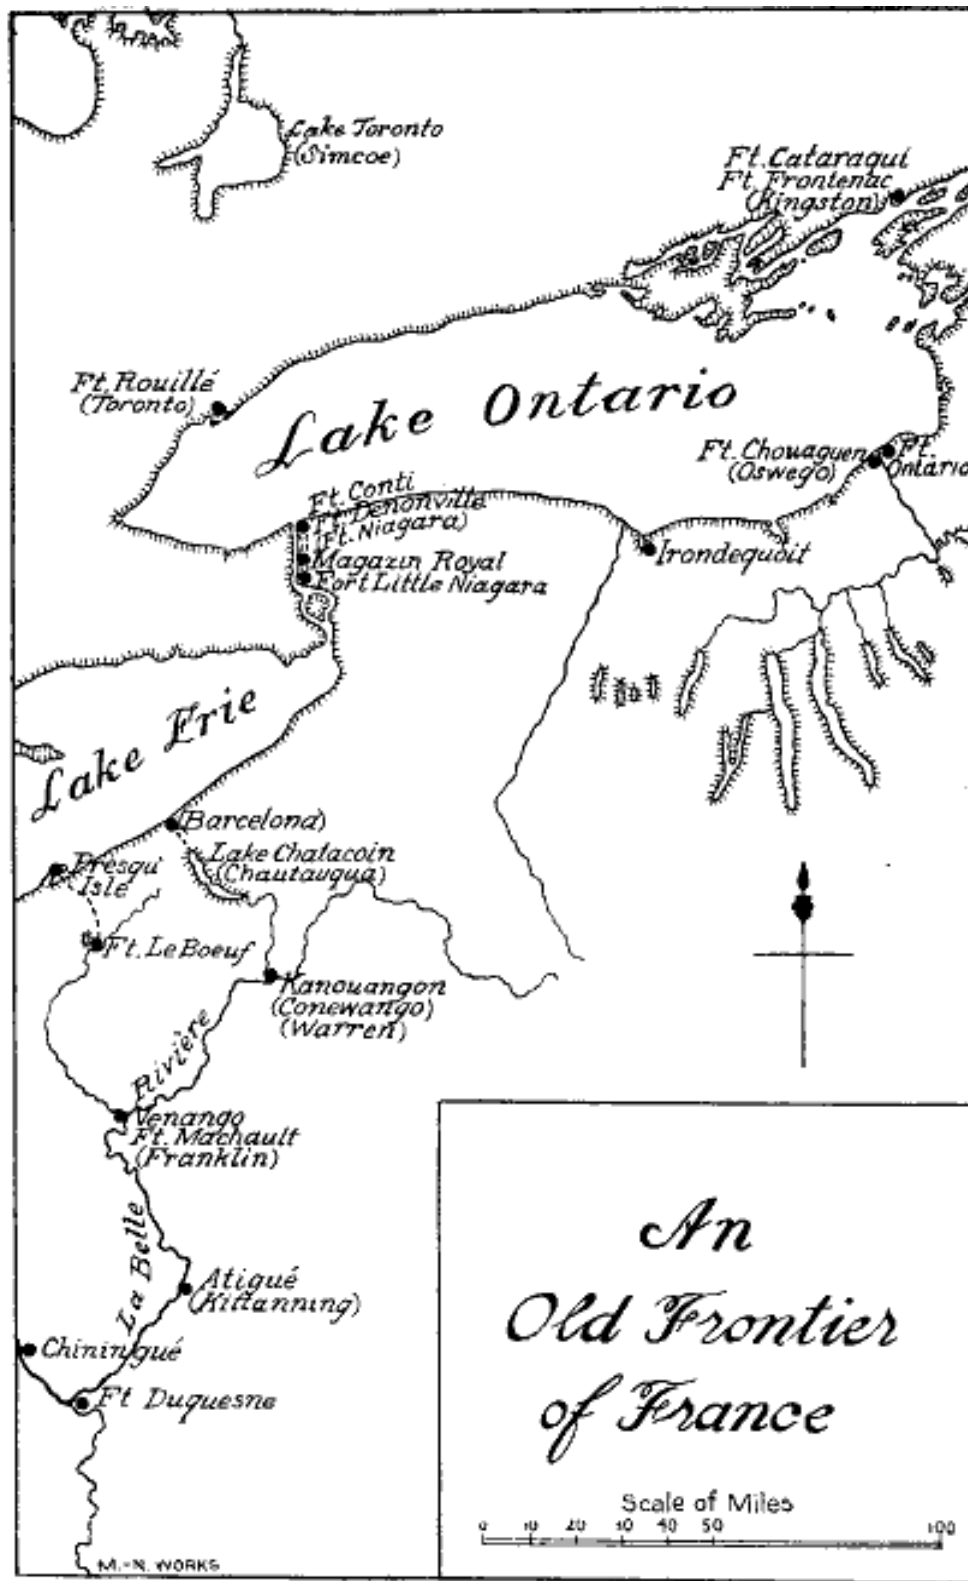 Lake Toronto
(Simcoe)
Ft. Cataraqui
Ft. Frontenac
(Kingston)
Ft. Rouillé
(Toronto)
Lake Ontario
Ft. Chouaguen
(Oswego)
Ft.
Ontario
Ft. Conti
Ft. Denonville
(Ft. Niagara)
Magazin Royal
Fort Little Niagara
Irondequoit
Lake Erie
(Barcelona)
Lake Chatacoin
(Chautauqua)
Presqu'
Isle
Ft. Le Boeuf
Kanouangon
(Conewango)
(Warren)
Rivière
Venango
Ft. Machault
(Franklin)
La Belle
Atigué
(Kittanning)
Chiningué
Ft Duquesne
An
Old Frontier
of France
Scale of Miles
0 10 20 30 40 50 100
M.-N. WORKS